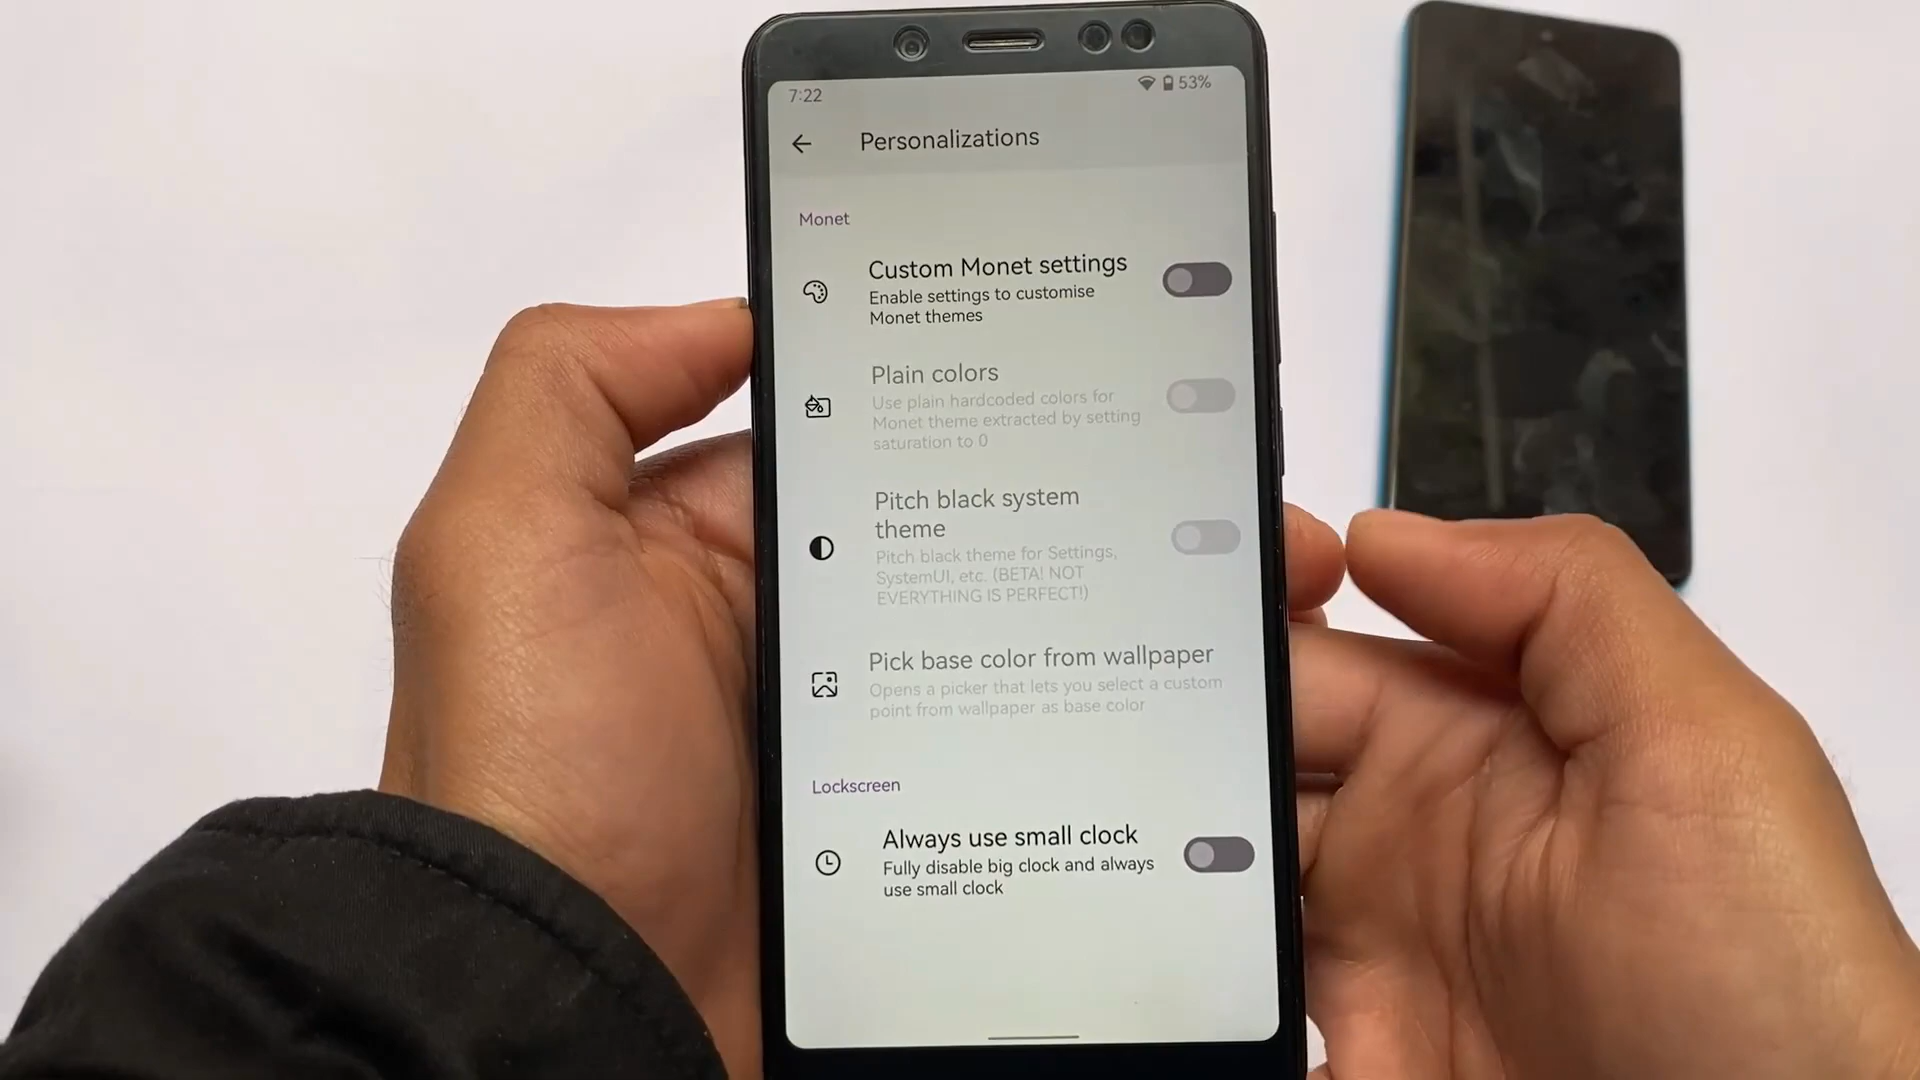 7:22
53%
Personalizations
Monet
Custom Monet settings
Enable settings to customise
Monet themes
Plain colors
Use plain hardcoded colors for
Monet theme extracted by setting
saturation to 0
Pitch black system
theme
Pitch black theme for Settings,
SystemUI, etc. (BETA! NOT
EVERYTHING IS PERFECT!)
Pick base color from wallpaper
Opens a picker that lets you select a custom
point from wallpaper as base color
Lockscreen
Always use small clock
Fully disable big clock and always
use small clock